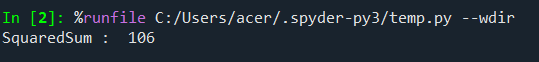 In [2]: %runfile C:/Users/acer/.spyder-py3/temp.py --wdir
SquaredSum :  106